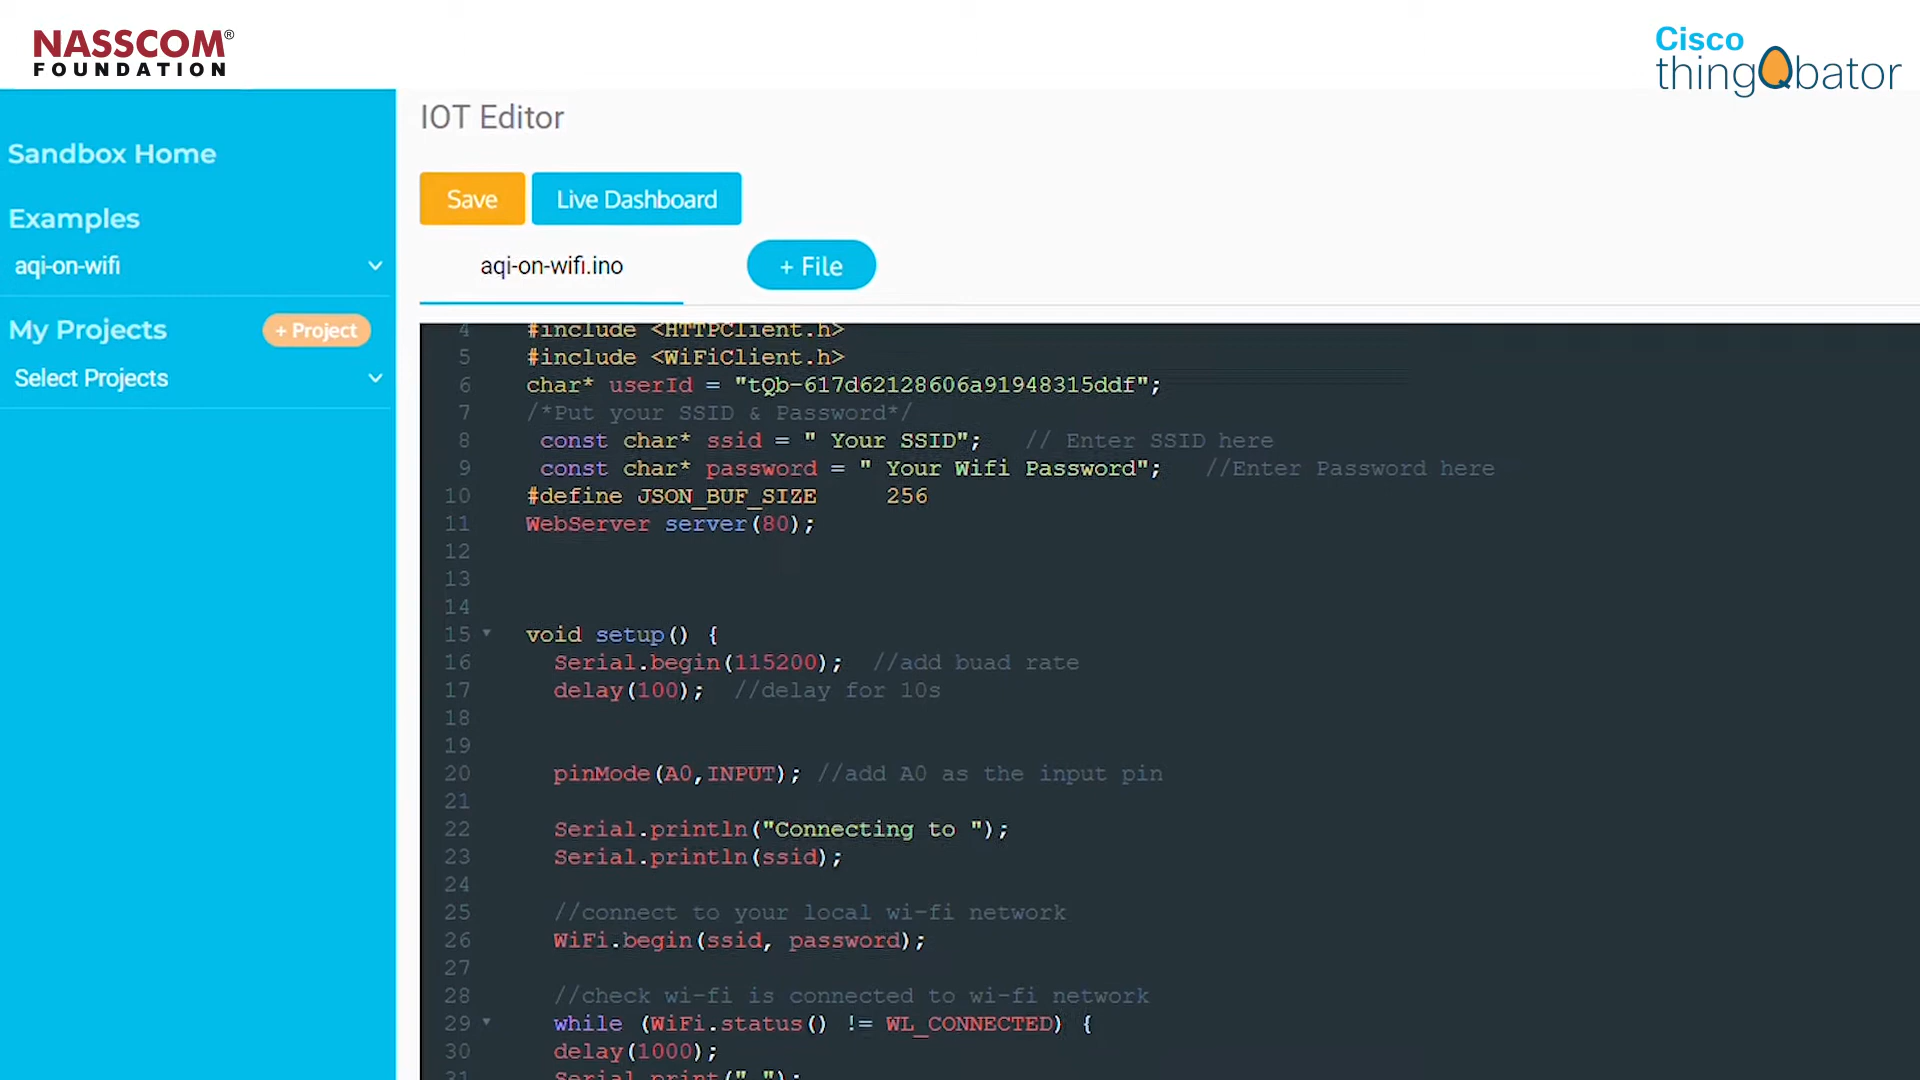 NASSCOM®
FOUNDATION
Cisco
thingQbator
Sandbox Home
Examples
aqi-on-wifi
My Projects
+ Project
Select Projects
IOT Editor
Save
Live Dashboard
aqi-on-wifi.ino
+ File
4 #include <HTTPClient.h>
5 #include <WiFiClient.h>
6 char* userId = "tQb-617d62128606a91948315ddf";
7 /*Put your SSID & Password*/
8 const char* ssid = " Your SSID"; // Enter SSID here
9 const char* password = " Your Wifi Password"; //Enter Password here
10 #define JSON_BUF_SIZE 256
11 WebServer server(80);
12
13
14
15 void setup() {
16 Serial.begin(115200); //add buad rate
17 delay(100); //delay for 10s
18
19
20 pinMode(A0,INPUT); //add A0 as the input pin
21
22 Serial.println("Connecting to ");
23 Serial.println(ssid);
24
25 //connect to your local wi-fi network
26 WiFi.begin(ssid, password);
27
28 //check wi-fi is connected to wi-fi network
29 while (WiFi.status() != WL_CONNECTED) {
30 delay(1000);
31 Serial.print(".");